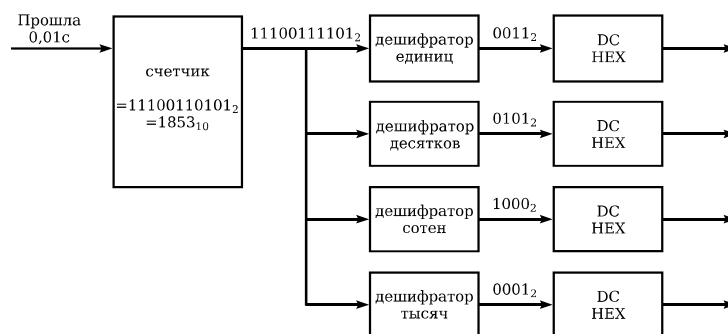 Прошла
0,01с
счетчик
=11100110101₂
=1853₁₀
11100111101₂
дешифратор
единиц
0011₂
DC
HEX
дешифратор
десятков
0101₂
DC
HEX
дешифратор
сотен
1000₂
DC
HEX
дешифратор
тысяч
0001₂
DC
HEX